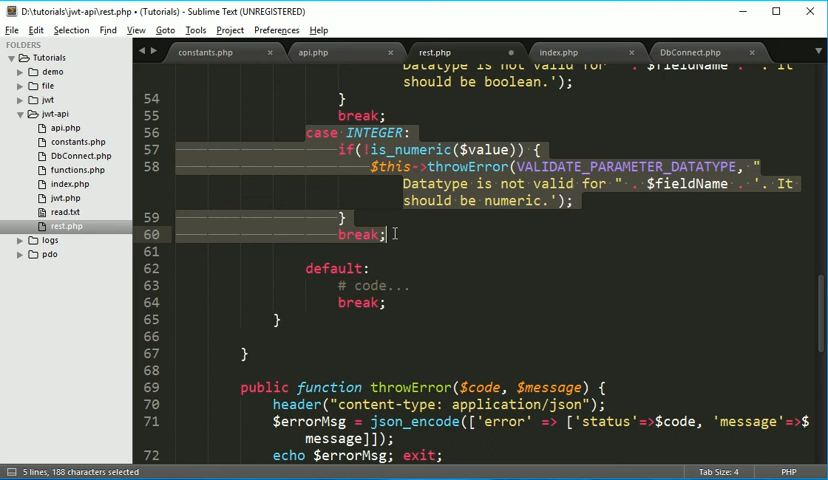 D:\tutorials\jwt-api\rest.php • (Tutorials) - Sublime Text (UNREGISTERED)
File Edit Selection Find View Goto Tools Project Preferences Help
FOLDERS
Tutorials
demo
file
jwt
jwt-api
api.php
constants.php
DbConnect.php
functions.php
index.php
jwt.php
read.txt
rest.php
logs
pdo
constants.php api.php rest.php index.php DbConnect.php
Datatype is not valid for " . $fieldName . '. It
should be boolean.');
54 }
55 break;
56 case INTEGER:
57 if(!is_numeric($value)) {
58 $this->throwError(VALIDATE_PARAMETER_DATATYPE, "
Datatype is not valid for " . $fieldName . '. It
should be numeric.');
59 }
60 break;
61
62 default:
63 # code...
64 break;
65 }
66
67 }
68
69 public function throwError($code, $message) {
70 header("content-type: application/json");
71 $errorMsg = json_encode(['error' => ['status'=>$code, 'message'=>$
message]]);
72 echo $errorMsg; exit;
5 lines, 188 characters selected
Tab Size: 4 PHP